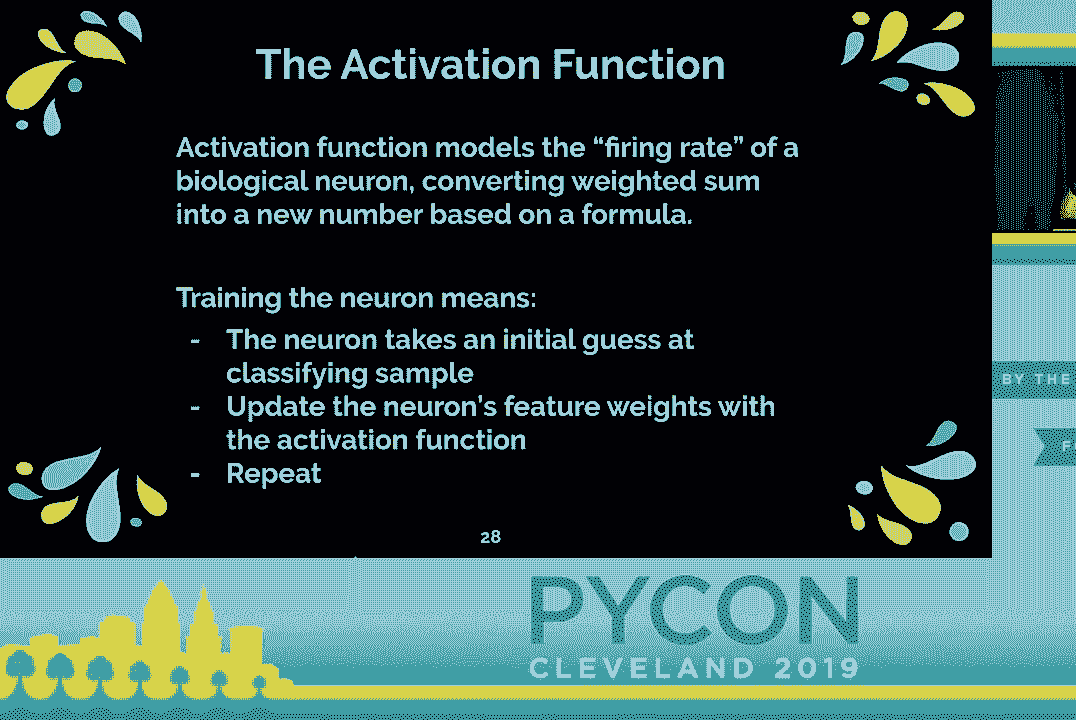 The Activation Function
Activation function models the “firing rate” of a
biological neuron, converting weighted sum
into a new number based on a formula.
Training the neuron means:
- The neuron takes an initial guess at
classifying sample
- Update the neuron’s feature weights with
the activation function
- Repeat
28
BY THE
F
PYCON
CLEVELAND 2019